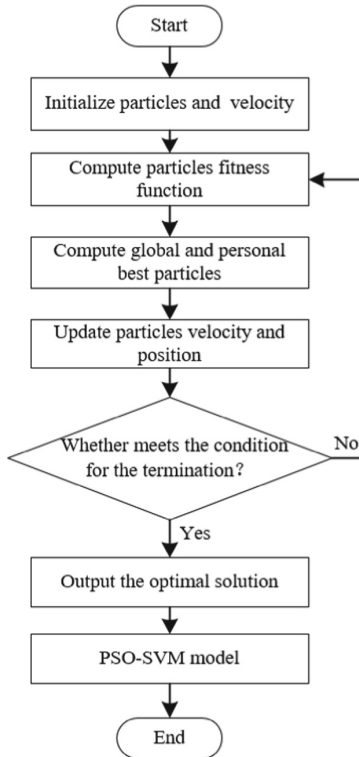 Start
Initialize particles and velocity
Compute particles fitness
function
Compute global and personal
best particles
Update particles velocity and
position
Whether meets the condition
for the termination?
No
Yes
Output the optimal solution
PSO-SVM model
End